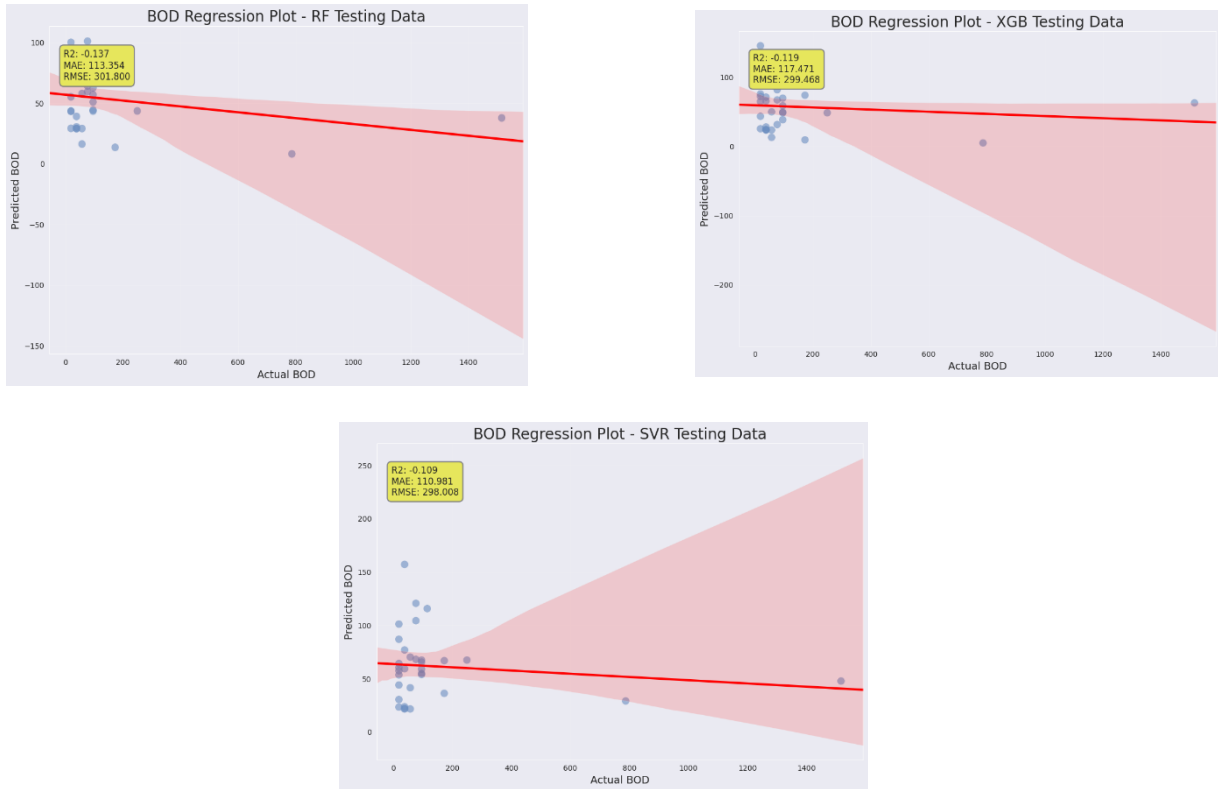 BOD Regression Plot - RF Testing Data
R2: -0.137
MAE: 113.354
RMSE: 301.800
100
50
0
−50
−100
−150
Predicted BOD
0 200 400 600 800 1000 1200 1400
Actual BOD
BOD Regression Plot - XGB Testing Data
R2: -0.119
MAE: 117.471
RMSE: 299.468
100
0
−100
−200
Predicted BOD
0 200 400 600 800 1000 1200 1400
Actual BOD
BOD Regression Plot - SVR Testing Data
R2: -0.109
MAE: 110.981
RMSE: 298.008
250
200
150
100
50
0
Predicted BOD
0 200 400 600 800 1000 1200 1400
Actual BOD